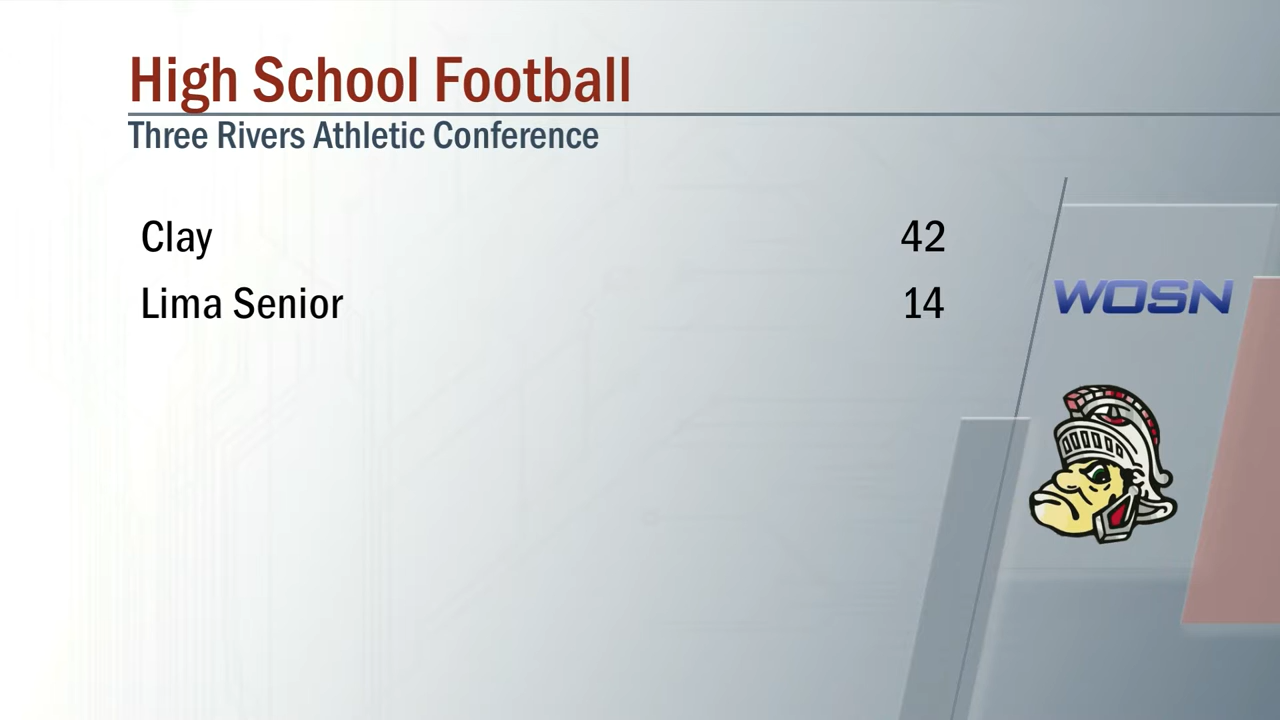 High School Football
Three Rivers Athletic Conference
Clay 42
Lima Senior 14
WOSN